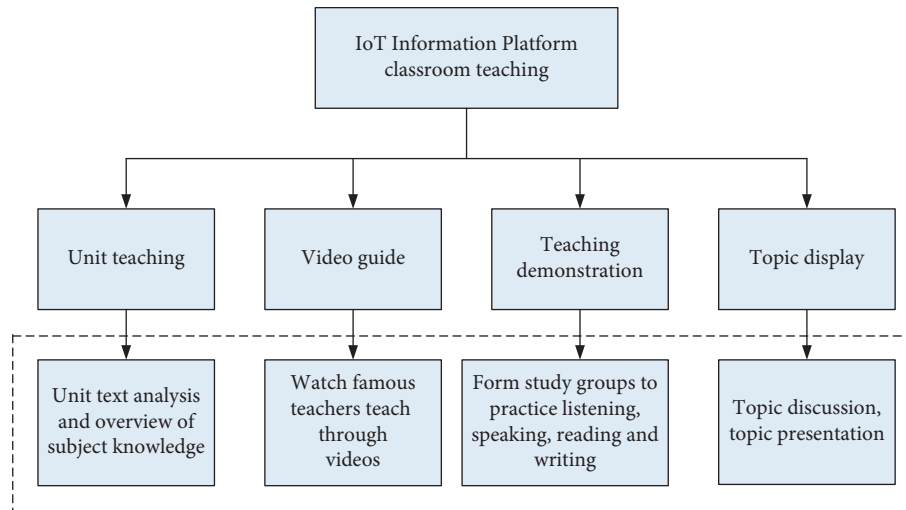 IoT Information Platform
classroom teaching
Unit teaching
Video guide
Teaching
demonstration
Topic display
Unit text analysis
and overview of
subject knowledge
Watch famous
teachers teach
through
videos
Form study groups to
practice listening,
speaking, reading and
writing
Topic discussion,
topic presentation